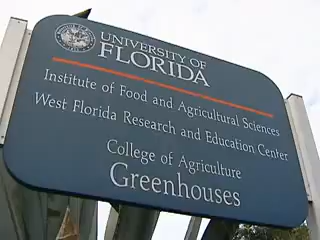 UNIVERSITY OF
FLORIDA
Institute of Food and Agricultural Sciences
West Florida Research and Education Center
College of Agriculture
Greenhouses